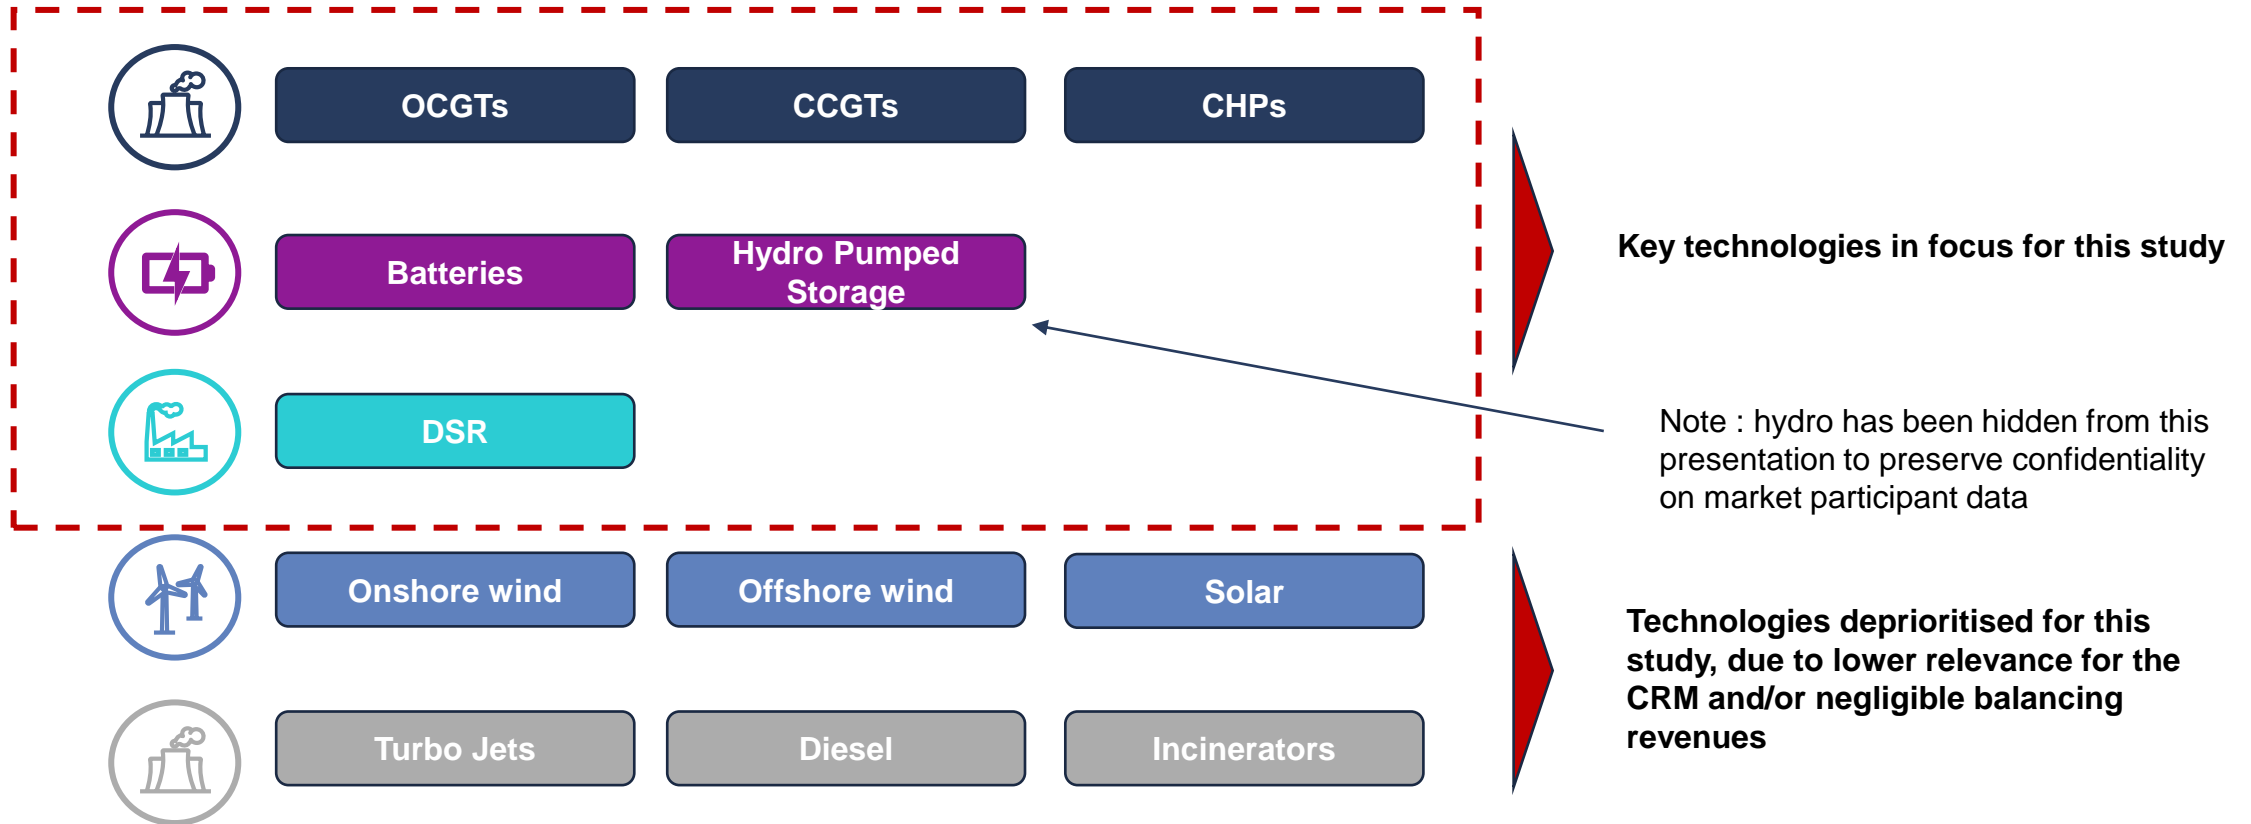 OCGTs
CCGTs
CHPs
Batteries
Hydro Pumped
Storage
Key technologies in focus for this study
DSR
Note : hydro has been hidden from this
presentation to preserve confidentiality
on market participant data
Onshore wind
Offshore wind
Solar
Technologies deprioritised for this
study, due to lower relevance for the
CRM and/or negligible balancing
revenues
Turbo Jets
Diesel
Incinerators